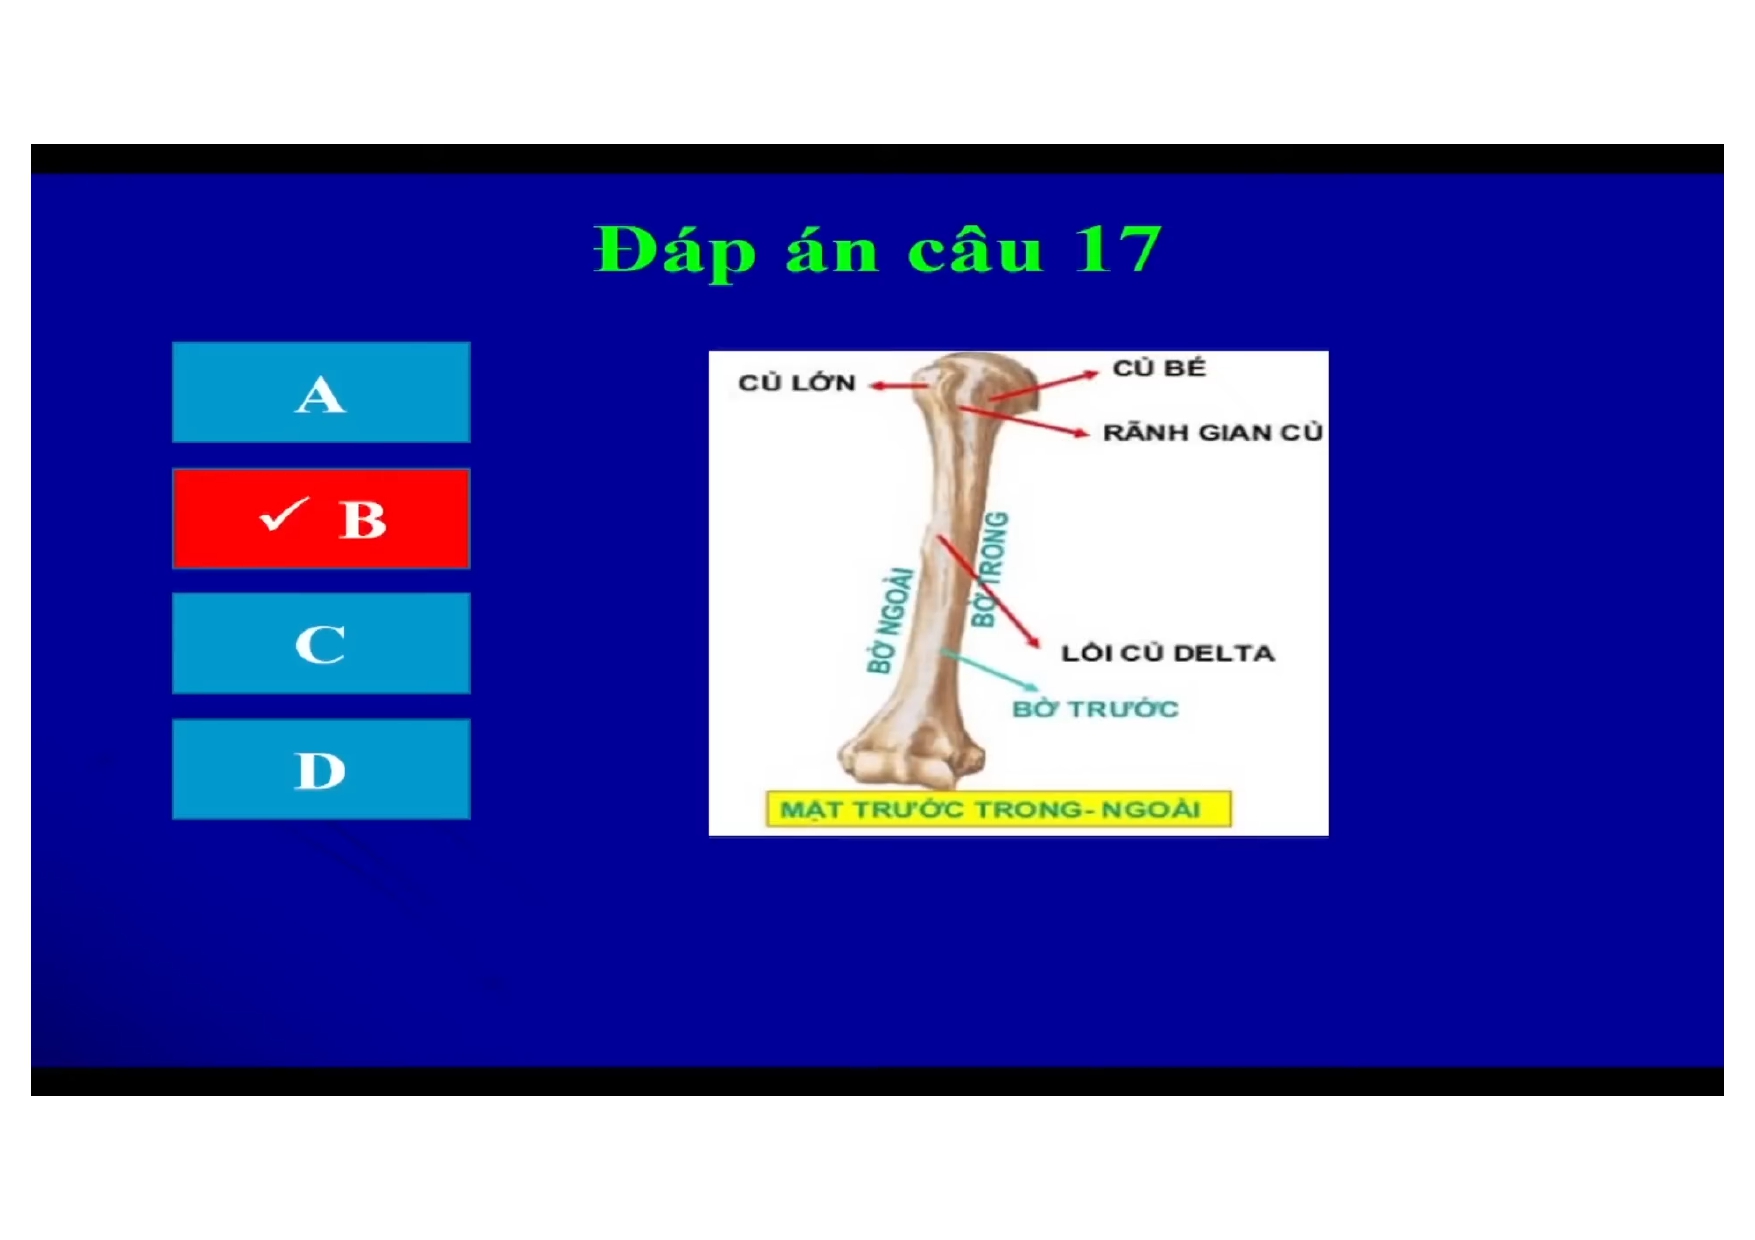 Đáp án câu 17
A
✓ B
C
D
CỦ LỚN
CỦ BÉ
RÃNH GIAN CỦ
BỜ TRONG
BỜ NGOÀI
LỒI CỦ DELTA
BỜ TRƯỚC
MẶT TRƯỚC TRONG- NGOÀI